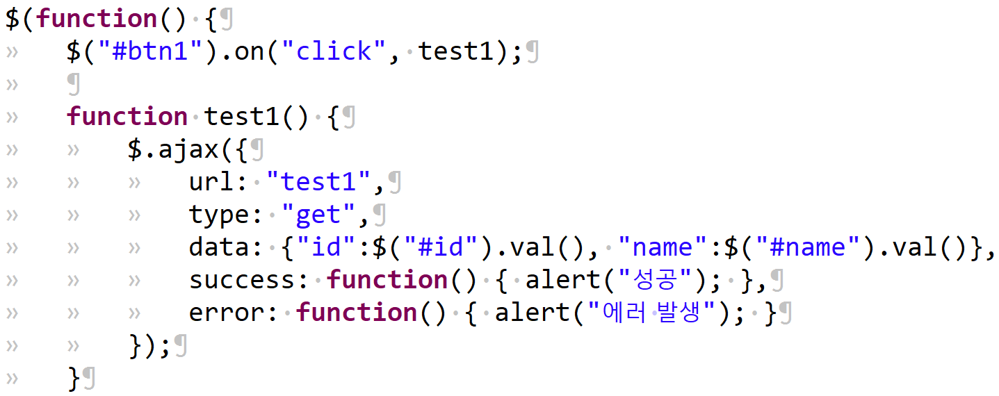 $(function() {
	$("#btn1").on("click", test1);
	
	function test1() {
		$.ajax({
			url: "test1",
			type: "get",
			data: {"id":$("#id").val(), "name":$("#name").val()},
			success: function() { alert("성공"); },
			error: function() { alert("에러 발생"); }
		});
	}